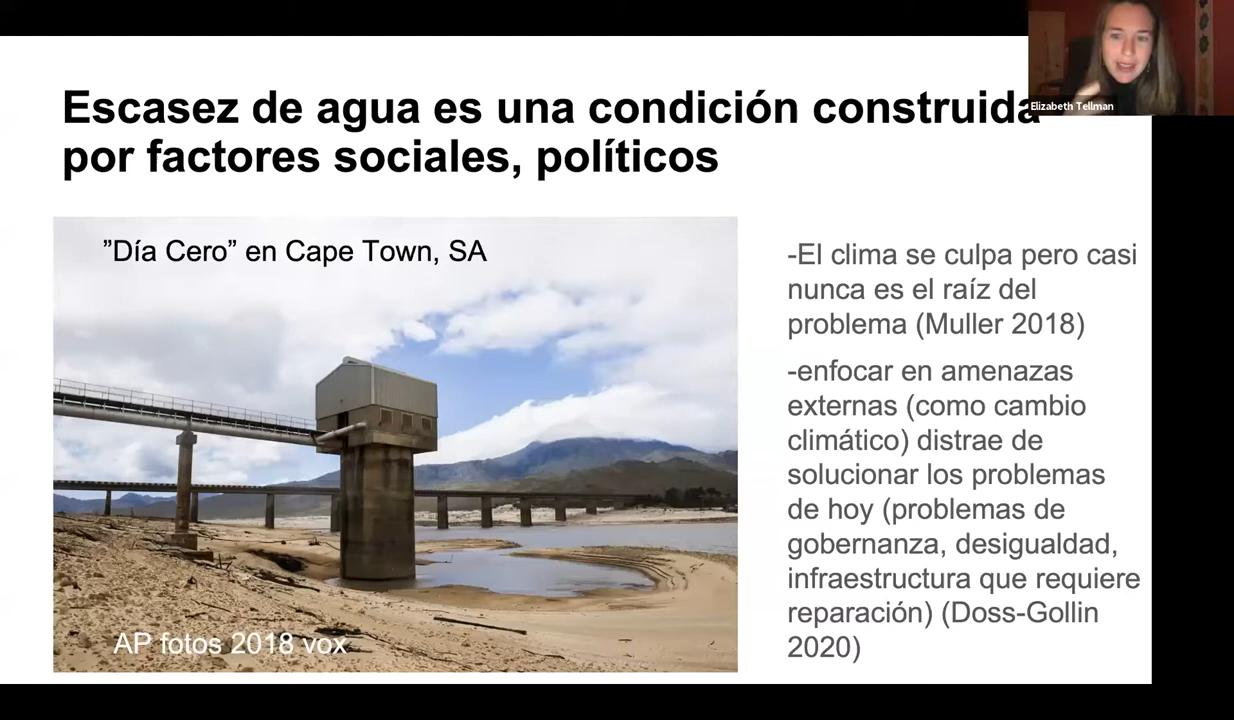 Elizabeth Tellman
Escasez de agua es una condición construida
por factores sociales, políticos
”Día Cero” en Cape Town, SA
-El clima se culpa pero casi
nunca es el raíz del
problema (Muller 2018)
-enfocar en amenazas
externas (como cambio
climático) distrae de
solucionar los problemas
de hoy (problemas de
gobernanza, desigualdad,
infraestructura que requiere
reparación) (Doss-Gollin
2020)
AP fotos 2018 vox